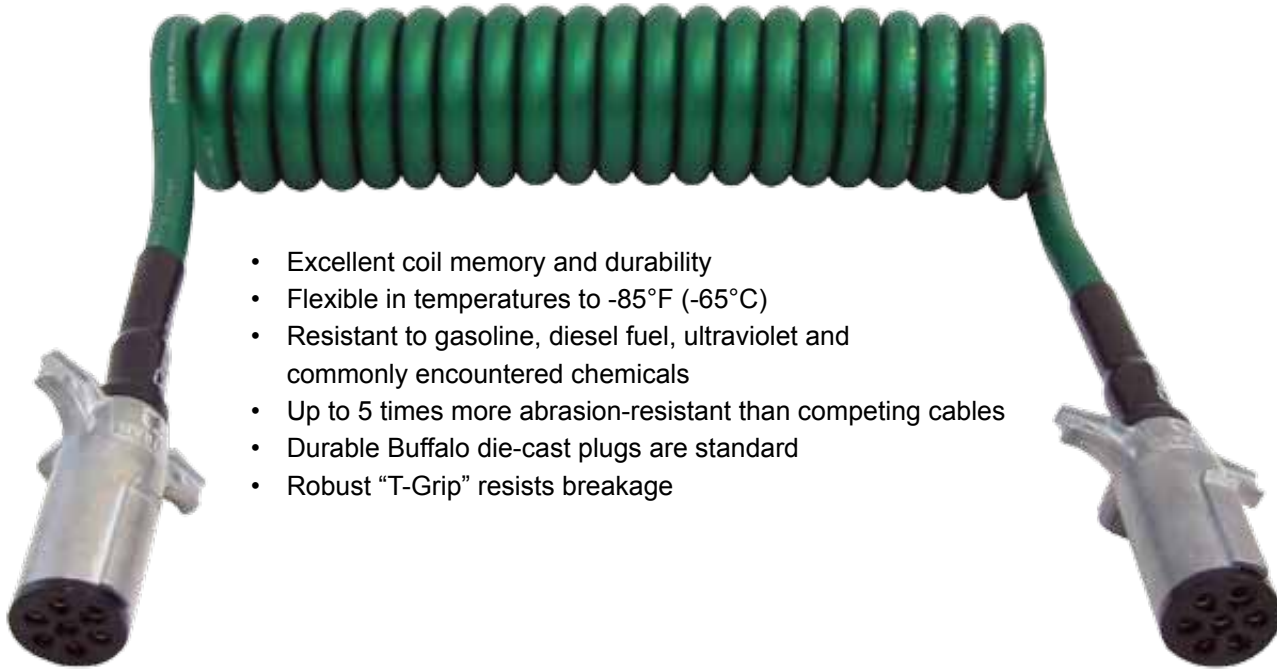 • Excellent coil memory and durability
• Flexible in temperatures to -85°F (-65°C)
• Resistant to gasoline, diesel fuel, ultraviolet and
commonly encountered chemicals
• Up to 5 times more abrasion-resistant than competing cables
• Durable Buffalo die-cast plugs are standard
• Robust “T-Grip” resists breakage